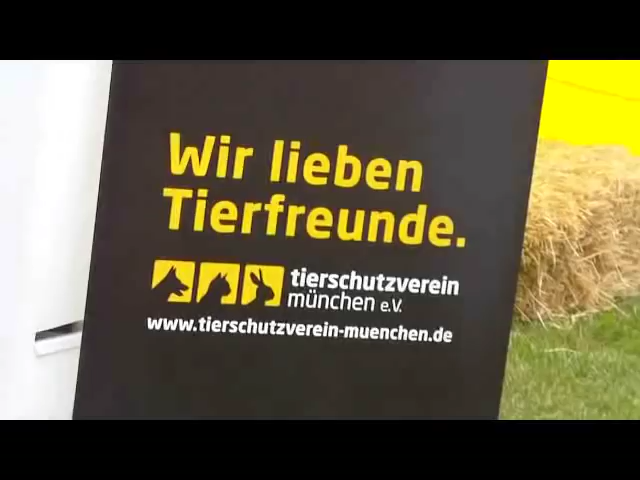 Wir lieben
Tierfreunde.
tierschutzverein
münchen e.V.
www.tierschutzverein-muenchen.de